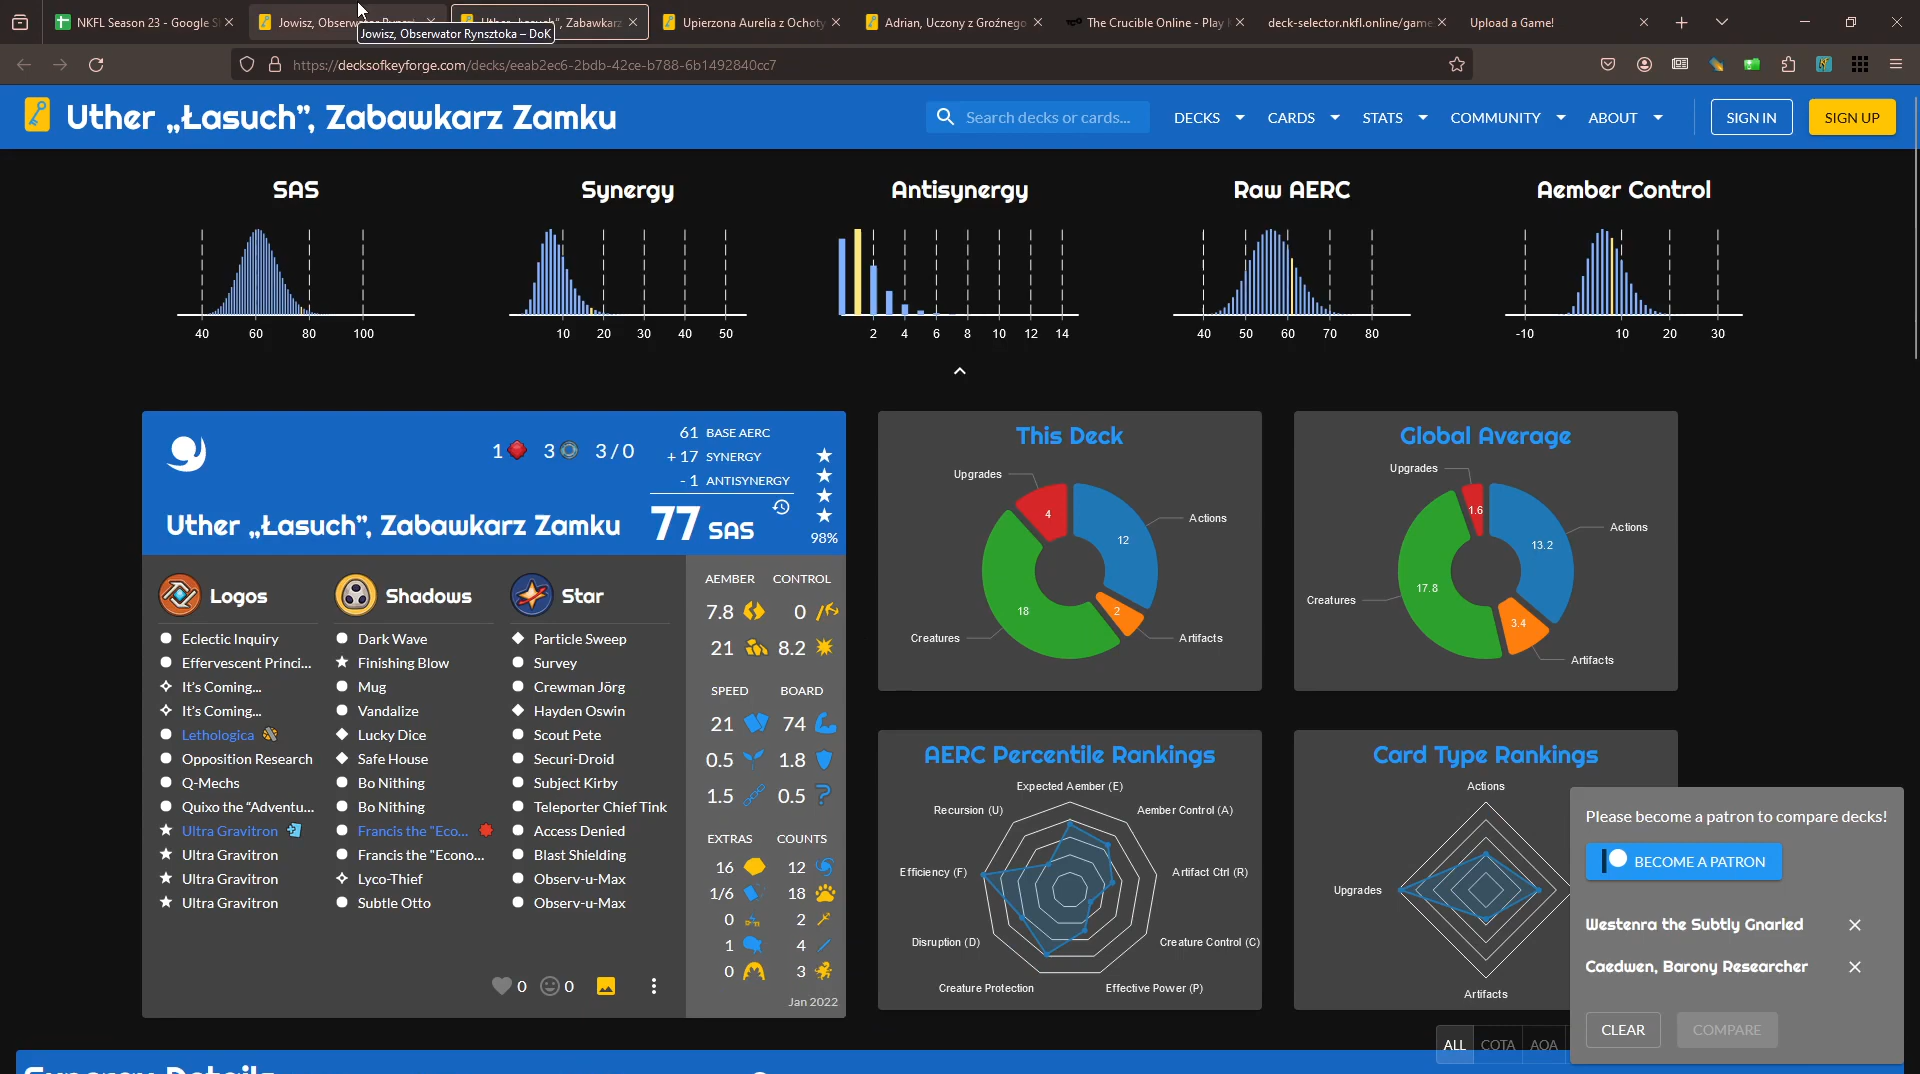 NKFL Season 23 - Google S
Jowisz, Obserwator Rynszt
Uther „Łasuch”, Zabawkarz
Upierzona Aurelia z Ochoty
Adrian, Uczony z Groźnego
The Crucible Online - Play
deck-selector.nkfl.online/game
Upload a Game!
Jowisz, Obserwator Rynsztoka – DoK
https://decksofkeyforge.com/decks/eeab2ec6-2bdb-42ce-b788-6b1492840cc7
Uther „Łasuch”, Zabawkarz Zamku
Search decks or cards...
DECKS
CARDS
STATS
COMMUNITY
ABOUT
SIGN IN
SIGN UP
SAS
Synergy
Antisynergy
Raw AERC
Aember Control
40 60 80 100
10 20 30 40 50
2 4 6 8 10 12 14
40 50 60 70 80
-10 10 20 30
1 3 3 / 0
61 BASE AERC
+ 17 SYNERGY
- 1 ANTISYNERGY
77 SAS
98%
Uther „Łasuch”, Zabawkarz Zamku
Logos
Eclectic Inquiry
Effervescent Princi...
It’s Coming...
It’s Coming...
Lethologica
Opposition Research
Q-Mechs
Quixo the “Adventu...
Ultra Gravitron
Ultra Gravitron
Ultra Gravitron
Ultra Gravitron
Shadows
Dark Wave
Finishing Blow
Mug
Vandalize
Lucky Dice
Safe House
Bo Nithing
Bo Nithing
Francis the "Eco...
Francis the "Econo...
Lyco-Thief
Subtle Otto
Star
Particle Sweep
Survey
Crewman Jörg
Hayden Oswin
Scout Pete
Securi-Droid
Subject Kirby
Teleporter Chief Tink
Access Denied
Blast Shielding
Observ-u-Max
Observ-u-Max
0
0
AEMBER CONTROL
7.8 0
21 8.2
SPEED BOARD
21 74
0.5 1.8
1.5 0.5
EXTRAS COUNTS
16 12
1/6 18
0 2
1 4
0 3
Jan 2022
This Deck
Upgrades
4
Actions
12
Creatures
18
2
Artifacts
Global Average
Upgrades
1.6
Actions
13.2
Creatures
17.8
3.4
Artifacts
AERC Percentile Rankings
Expected Aember (E)
Recursion (U)
Aember Control (A)
Efficiency (F)
Artifact Ctrl (R)
Disruption (D)
Creature Control (C)
Creature Protection
Effective Power (P)
Card Type Rankings
Actions
Upgrades
Artifacts
Please become a patron to compare decks!
BECOME A PATRON
Westenra the Subtly Gnarled
Caedwen, Barony Researcher
CLEAR
COMPARE
ALL
COTA
AOA
Synergy Details